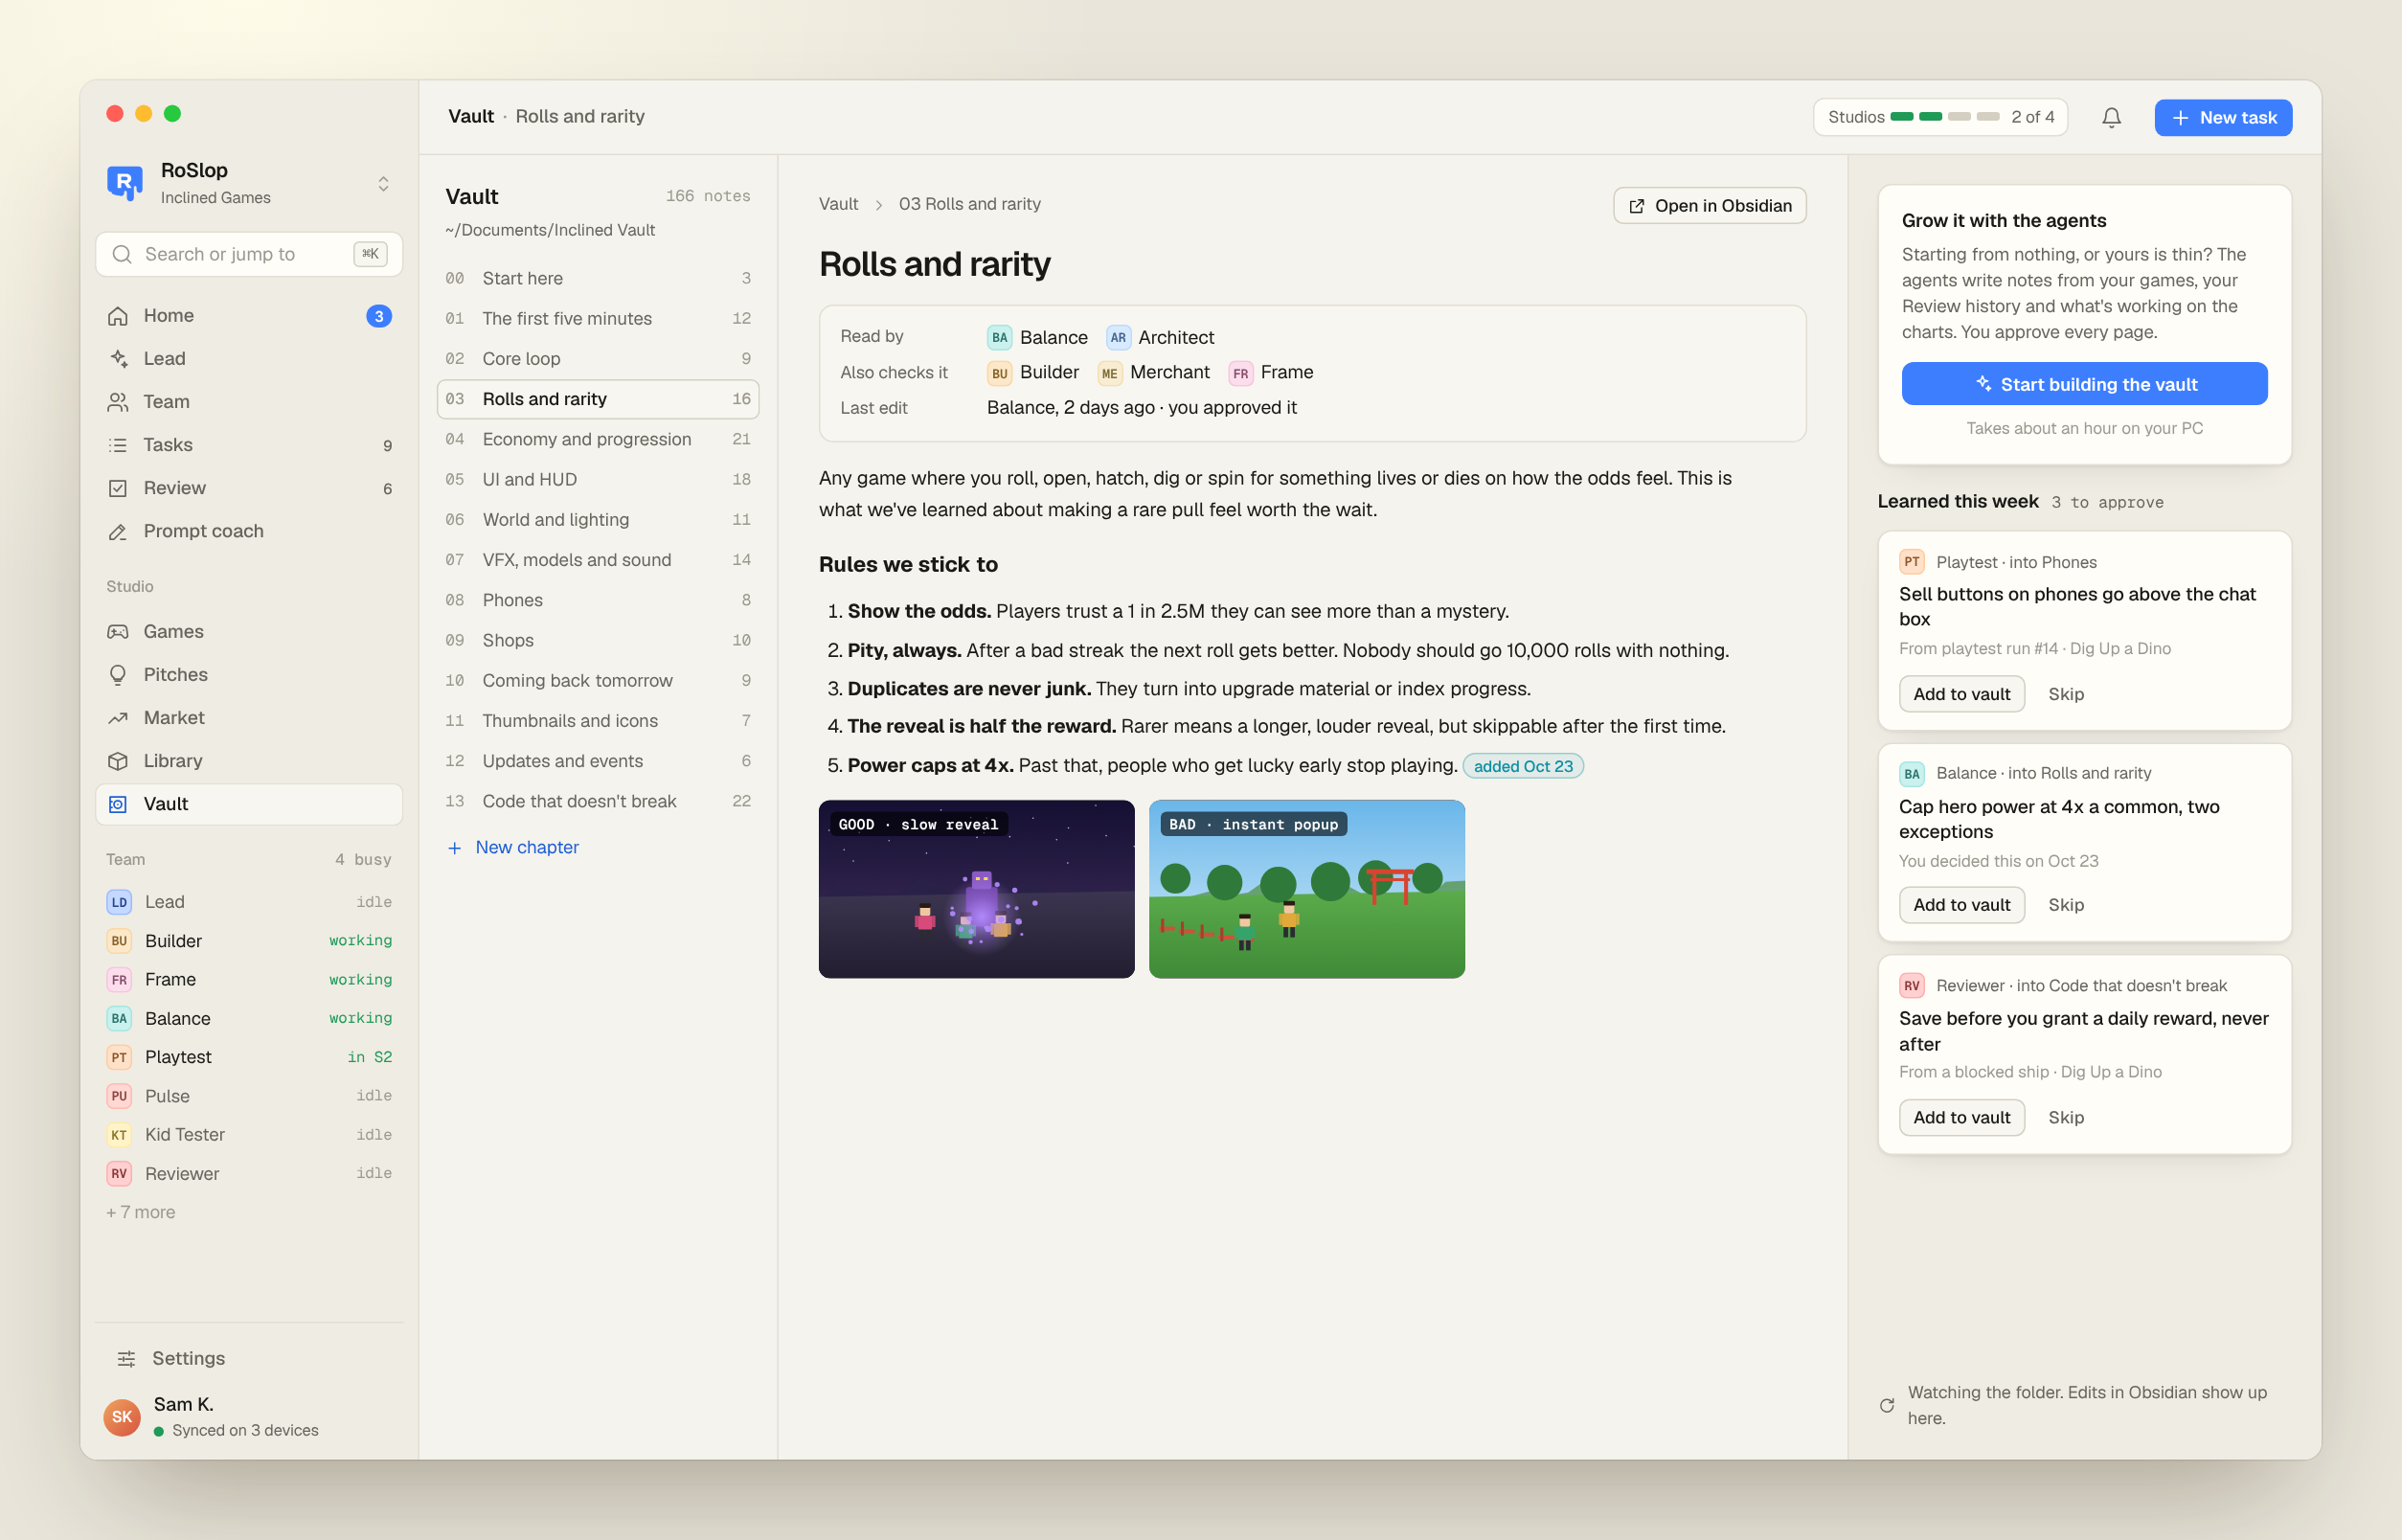 R
RoSlop
Inclined Games
Search or jump to
⌘K
Home
3
Lead
Team
Tasks
9
Review
6
Prompt coach
Studio
Games
Pitches
Market
Library
Vault
Team
4 busy
LD Lead idle
BU Builder working
FR Frame working
BA Balance working
PT Playtest in S2
PU Pulse idle
KT Kid Tester idle
RV Reviewer idle
+ 7 more
Settings
SK
Sam K.
Synced on 3 devices
Vault · Rolls and rarity
Studios 2 of 4
New task
Vault
166 notes
~/Documents/Inclined Vault
00 Start here 3
01 The first five minutes 12
02 Core loop 9
03 Rolls and rarity 16
04 Economy and progression 21
05 UI and HUD 18
06 World and lighting 11
07 VFX, models and sound 14
08 Phones 8
09 Shops 10
10 Coming back tomorrow 9
11 Thumbnails and icons 7
12 Updates and events 6
13 Code that doesn't break 22
+ New chapter
Vault > 03 Rolls and rarity
Open in Obsidian
Rolls and rarity
Read by BA Balance AR Architect
Also checks it BU Builder ME Merchant FR Frame
Last edit Balance, 2 days ago · you approved it
Any game where you roll, open, hatch, dig or spin for something lives or dies on how the odds feel. This is
what we've learned about making a rare pull feel worth the wait.
Rules we stick to
1. Show the odds. Players trust a 1 in 2.5M they can see more than a mystery.
2. Pity, always. After a bad streak the next roll gets better. Nobody should go 10,000 rolls with nothing.
3. Duplicates are never junk. They turn into upgrade material or index progress.
4. The reveal is half the reward. Rarer means a longer, louder reveal, but skippable after the first time.
5. Power caps at 4x. Past that, people who get lucky early stop playing. added Oct 23
GOOD · slow reveal
BAD · instant popup
Grow it with the agents
Starting from nothing, or yours is thin? The
agents write notes from your games, your
Review history and what's working on the
charts. You approve every page.
Start building the vault
Takes about an hour on your PC
Learned this week 3 to approve
PT Playtest · into Phones
Sell buttons on phones go above the chat
box
From playtest run #14 · Dig Up a Dino
Add to vault Skip
BA Balance · into Rolls and rarity
Cap hero power at 4x a common, two
exceptions
You decided this on Oct 23
Add to vault Skip
RV Reviewer · into Code that doesn't break
Save before you grant a daily reward, never
after
From a blocked ship · Dig Up a Dino
Add to vault Skip
Watching the folder. Edits in Obsidian show up
here.